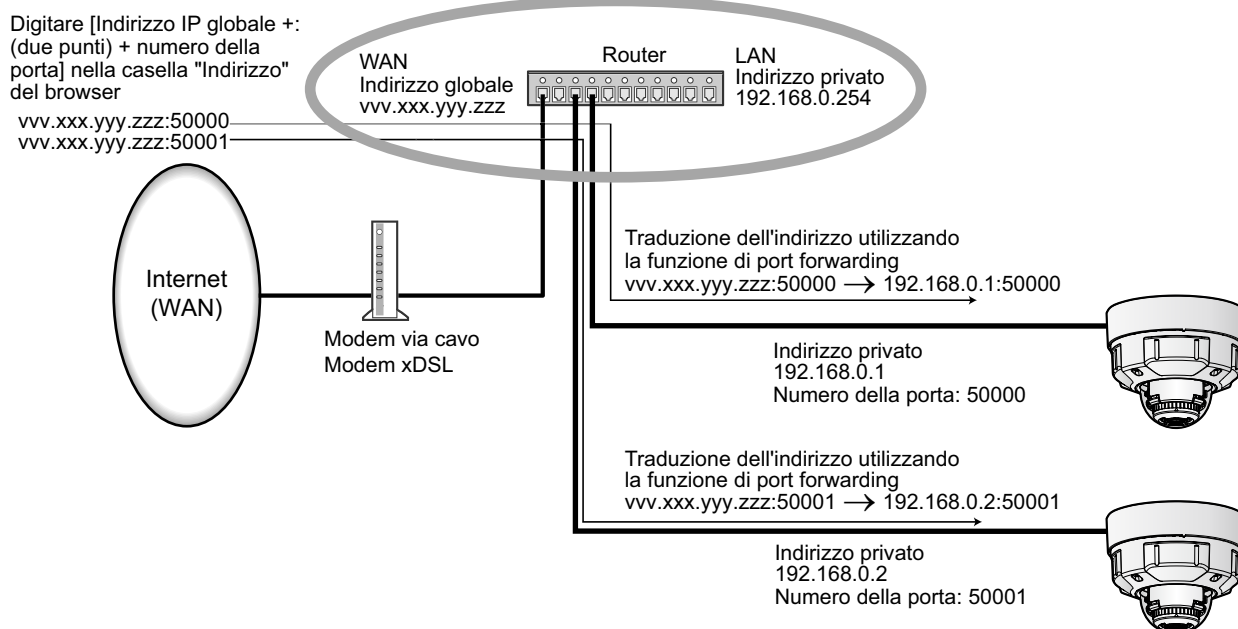 Digitare [Indirizzo IP globale +:
(due punti) + numero della
porta] nella casella "Indirizzo"
del browser
vvv.xxx.yyy.zzz:50000
vvv.xxx.yyy.zzz:50001
WAN
Indirizzo globale
vvv.xxx.yyy.zzz
Router
LAN
Indirizzo privato
192.168.0.254
Internet
(WAN)
Modem via cavo
Modem xDSL
Traduzione dell'indirizzo utilizzando
la funzione di port forwarding
vvv.xxx.yyy.zzz:50000 → 192.168.0.1:50000
Indirizzo privato
192.168.0.1
Numero della porta: 50000
Traduzione dell'indirizzo utilizzando
la funzione di port forwarding
vvv.xxx.yyy.zzz:50001 → 192.168.0.2:50001
Indirizzo privato
192.168.0.2
Numero della porta: 50001